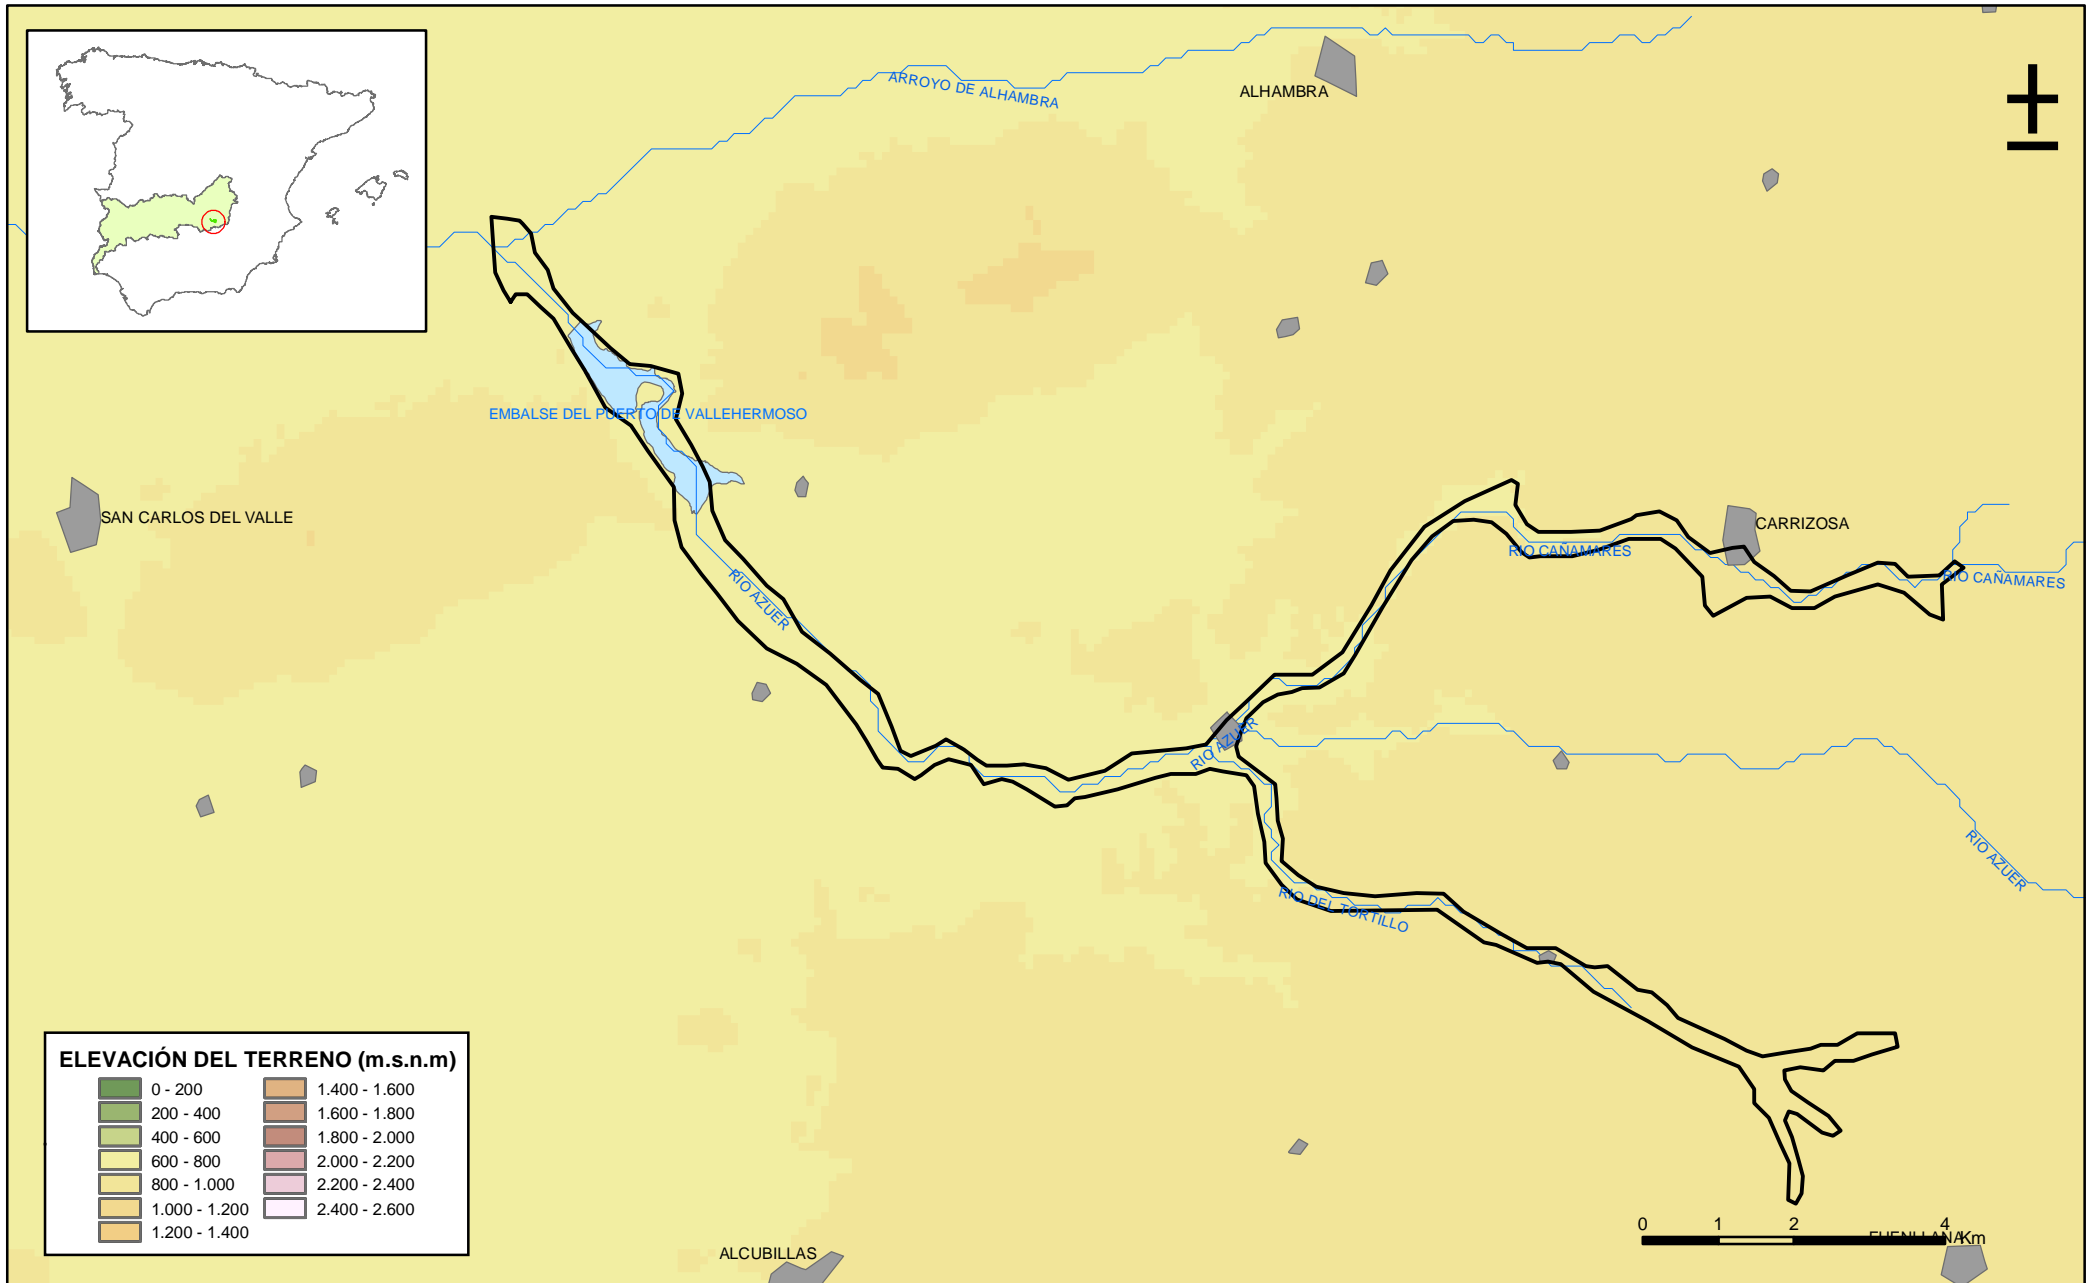 ARROYO DE ALHAMBRA
ALHAMBRA
EMBALSE DEL PUERTO DE VALLEHERMOSO
SAN CARLOS DEL VALLE
CARRIZOSA
RIO CAÑAMARES
RIO CAÑAMARES
RIO AZUER
RIO AZUER
RIO AZUER
RIO DEL TORTILLO
ELEVACIÓN DEL TERRENO (m.s.n.m)
0 - 200
200 - 400
400 - 600
600 - 800
800 - 1.000
1.000 - 1.200
1.200 - 1.400
1.400 - 1.600
1.600 - 1.800
1.800 - 2.000
2.000 - 2.200
2.200 - 2.400
2.400 - 2.600
0 1 2 4
Km
FUENLLANA
ALCUBILLAS